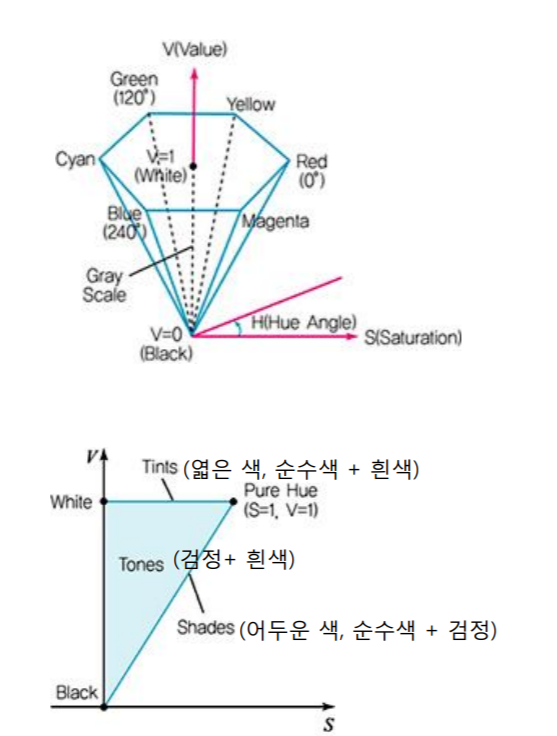 V(Value)
Green
(120°)
Yellow
Cyan
V=1
(White)
Red
(0°)
Blue
(240°)
Magenta
Gray
Scale
H(Hue Angle)
V=0
(Black)
S(Saturation)
V
Tints (엷은 색, 순수색 + 흰색)
White
Pure Hue
(S=1, V=1)
Tones (검정+ 흰색)
Shades (어두운 색, 순수색 + 검정)
Black
S